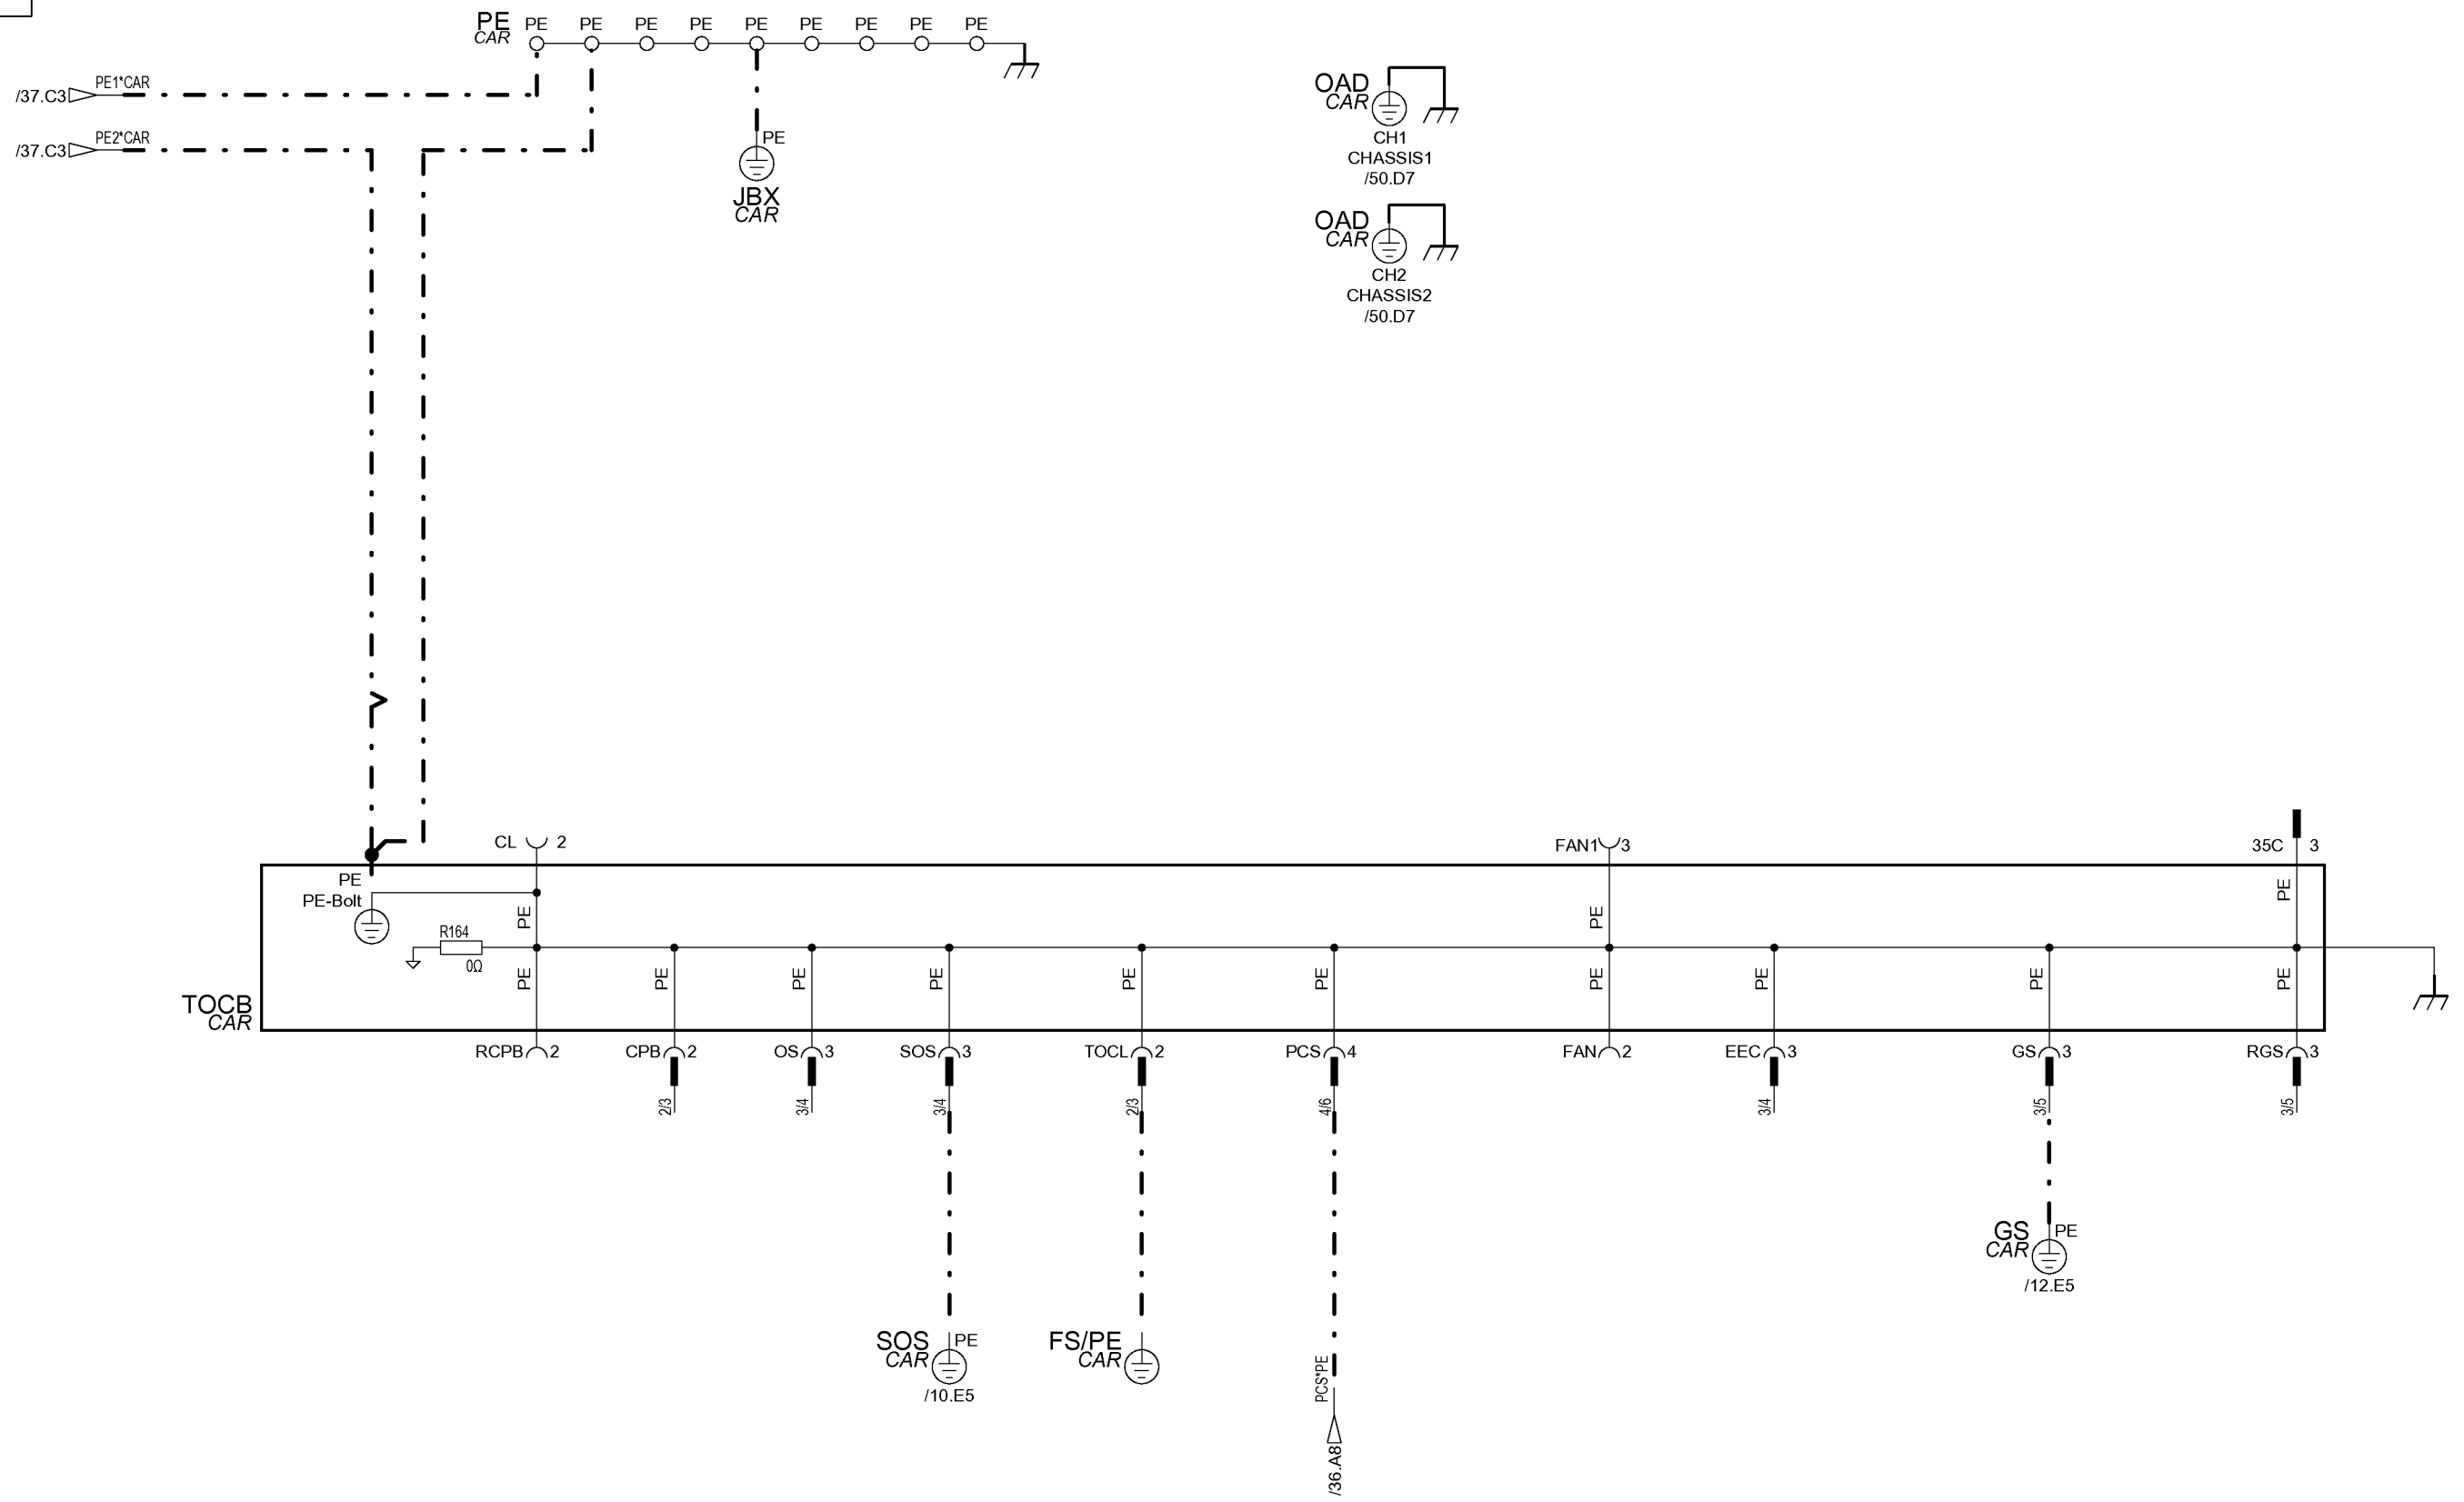 PE PE PE PE PE PE PE PE PE PE
CAR
PE1*CAR
/37.C3
PE2*CAR
/37.C3
PE
JBX
CAR
OAD
CAR
CH1
CHASSIS1
/50.D7
OAD
CAR
CH2
CHASSIS2
/50.D7
CL 2
FAN1 3
35C 3
PE
PE-Bolt
PE
PE
PE
R164
0Ω
PE PE PE PE PE PE PE PE PE PE
TOCB
CAR
RCPB 2 CPB 2 OS 3 SOS 3 TOCL 2 PCS 4 FAN 2 EEC 3 GS 3 RGS 3
2/3 3/4 3/4 2/3 4/6 3/4 3/5 3/5
GS PE
CAR
/12.E5
SOS PE
CAR
/10.E5
FS/PE
CAR
PCS*PE
/36.A8